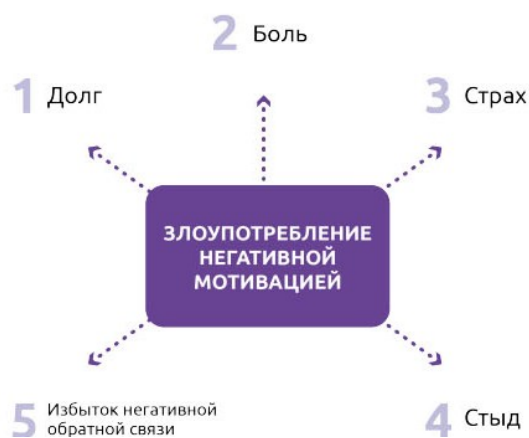 2 Боль
1 Долг
3 Страх
ЗЛОУПОТРЕБЛЕНИЕ
НЕГАТИВНОЙ
МОТИВАЦИЕЙ
5 Избыток негативной
обратной связи
4 Стыд